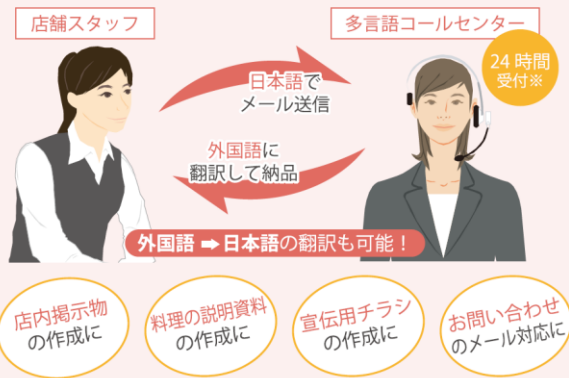 店舗スタッフ
多言語コールセンター
24時間
受付※
日本語で
メール送信
外国語に
翻訳して納品
外国語➡日本語の翻訳も可能！
店内掲示物
の作成に
料理の説明資料
の作成に
宣伝用チラシ
の作成に
お問い合わせ
のメール対応に